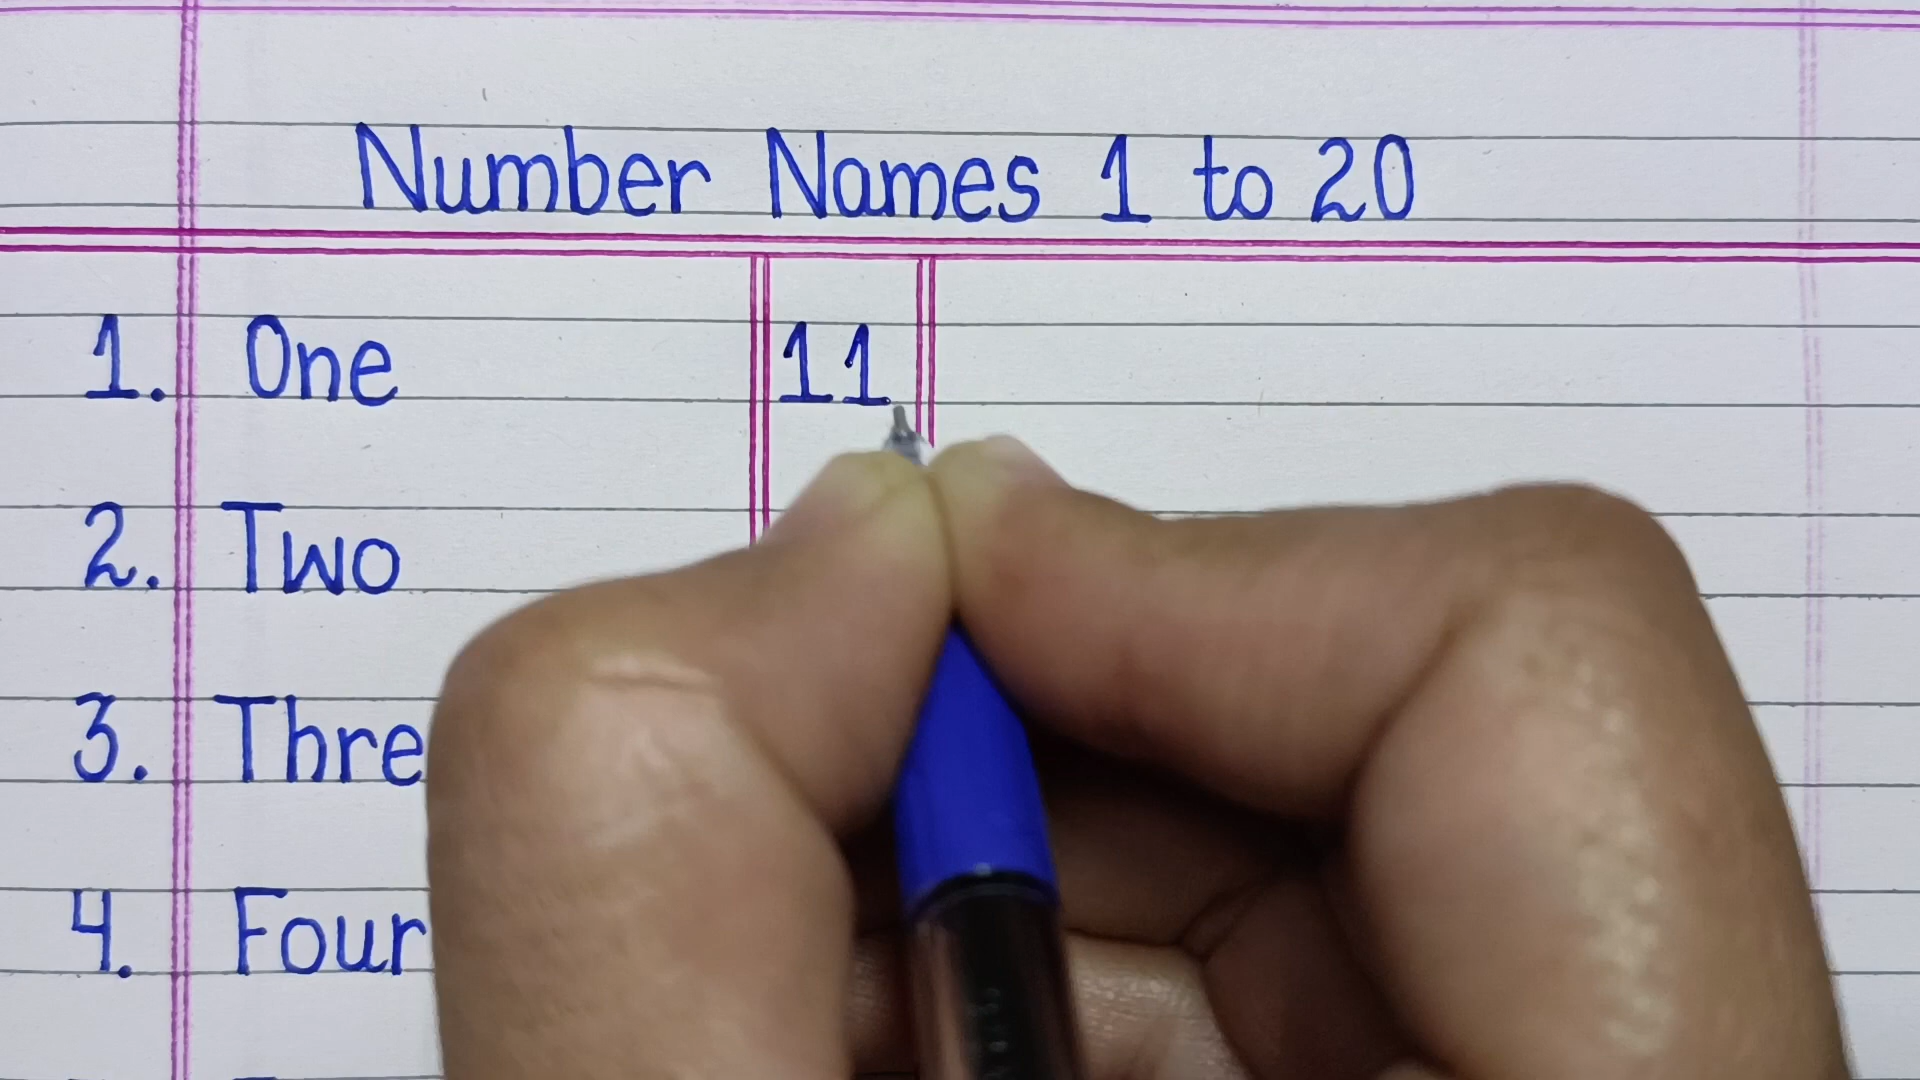 Number Names 1 to 20
1. One 11
2. Two
3. Thre
4. Four